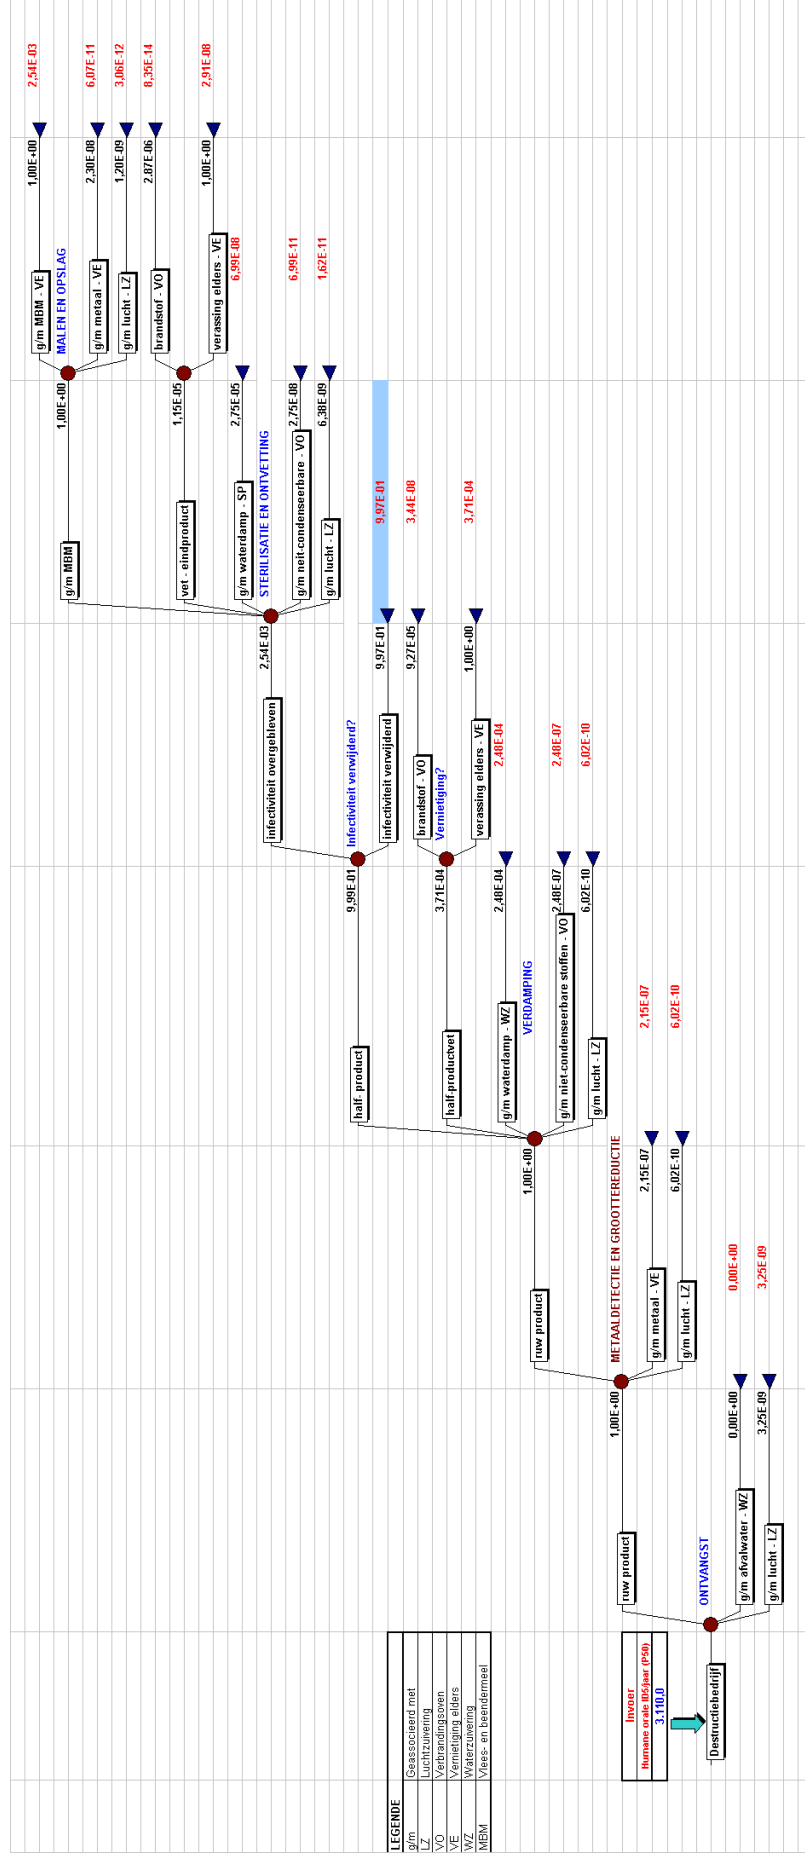 Invoer
Humane orale ID5/jaar (P50)
3.110,0
Destructiebedrijf
LEGENDE
g/m Geassocieerd met
LZ Luchtzuivering
VO Verbrandingsoven
VE Vernietiging elders
WZ Waterzuivering
MBM Vlees- en beendermeel
ONTVANGST
ruw product
1,00E+00
g/m afvalwater - WZ
0,00E+00
0,00E+00
g/m lucht - LZ
3,25E-09
3,25E-09
METAALDETECTIE EN GROOTTEREDUCTIE
ruw product
1,00E+00
g/m metaal - VE
2,15E-07
2,15E-07
g/m lucht - LZ
6,02E-10
6,02E-10
VERDAMPING
half- product
9,99E-01
half-productvet
3,71E-04
g/m waterdamp - WZ
2,48E-04
2,48E-04
g/m niet-condenseerbare stoffen - VO
2,48E-07
2,48E-07
g/m lucht - LZ
6,02E-10
6,02E-10
Infectiviteit verwijderd?
infectiviteit overgebleven
2,54E-03
infectiviteit verwijderd
9,97E-01
9,97E-01
Vernietiging?
brandstof - VO
9,27E-05
3,44E-08
verassing elders - VE
1,00E+00
3,71E-04
STERILISATIE EN ONTVETTING
g/m MBM
1,00E+00
vet - eindproduct
1,15E-05
g/m waterdamp - SP
2,75E-05
6,99E-08
g/m neit-condenseerbare - VO
2,75E-08
6,99E-11
g/m lucht - LZ
6,38E-09
1,62E-11
MALEN EN OPSLAG
g/m MBM - VE
1,00E+00
2,54E-03
g/m metaal - VE
2,30E-08
6,07E-11
g/m lucht - LZ
1,20E-09
3,06E-12
brandstof - VO
2,87E-06
8,35E-14
verassing elders - VE
1,00E+00
2,91E-08